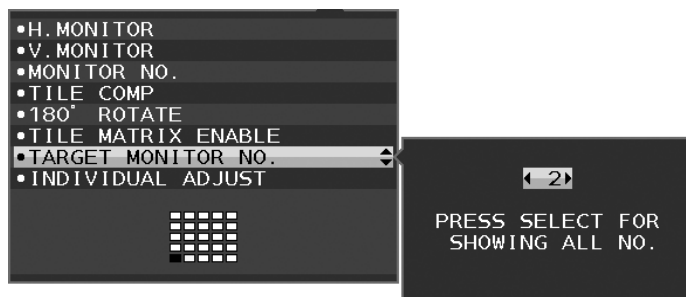 •H.MONITOR
•V.MONITOR
•MONITOR NO.
•TILE COMP
•180° ROTATE
•TILE MATRIX ENABLE
•TARGET MONITOR NO.
•INDIVIDUAL ADJUST
2
PRESS SELECT FOR
SHOWING ALL NO.